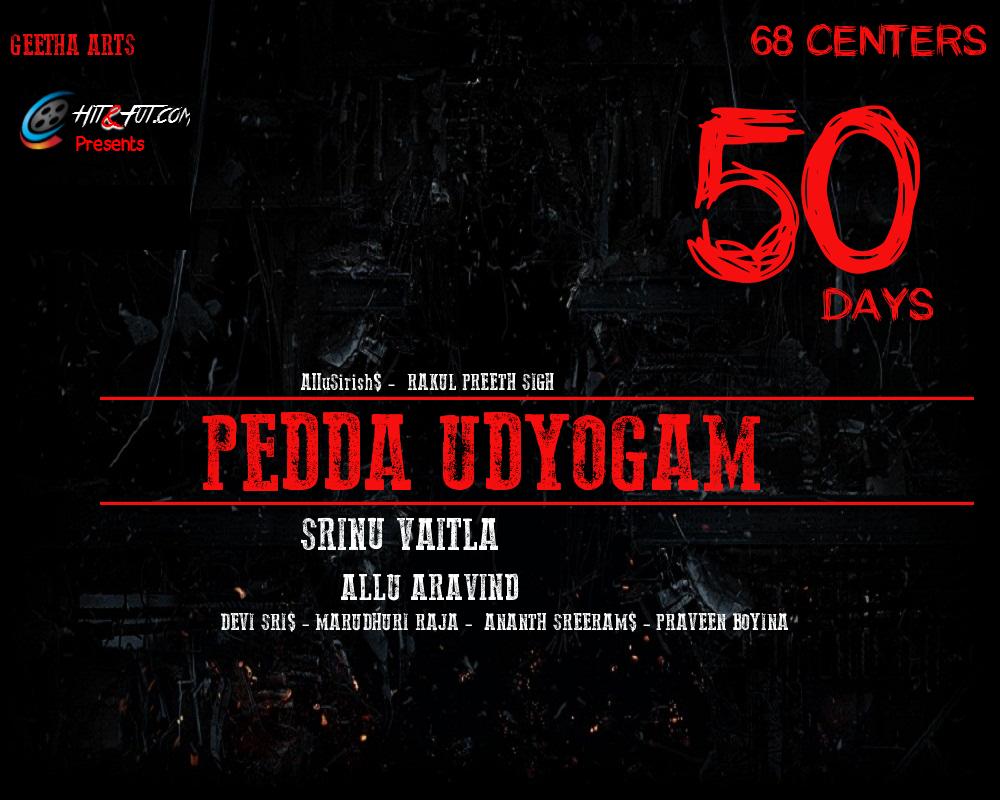 GEETHA ARTS
68 CENTERS
HIT&FUT.COM
Presents
50
DAYS
AlluSirish$ - RAKUL PREETH SIGH
PEDDA UDYOGAM
SRINU VAITLA
ALLU ARAVIND
DEVI SRI$ - MARUDHURI RAJA - ANANTH SREERAM$ - PRAVEEN BOYINA